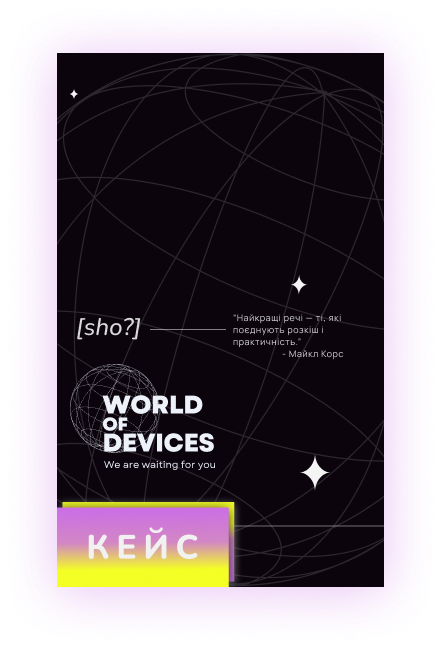 [sho?]
"Найкращі речі — ті, які
поєднують розкіш і
практичність."
- Майкл Корс
WORLD
OF
DEVICES
We are waiting for you
КЕЙС